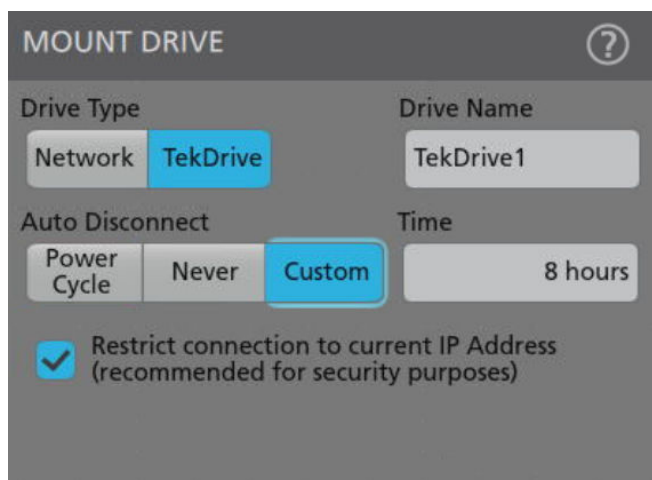 MOUNT DRIVE ?
Drive Type Drive Name
Network TekDrive TekDrive1
Auto Disconnect Time
Power
Cycle Never Custom 8 hours
Restrict connection to current IP Address
(recommended for security purposes)